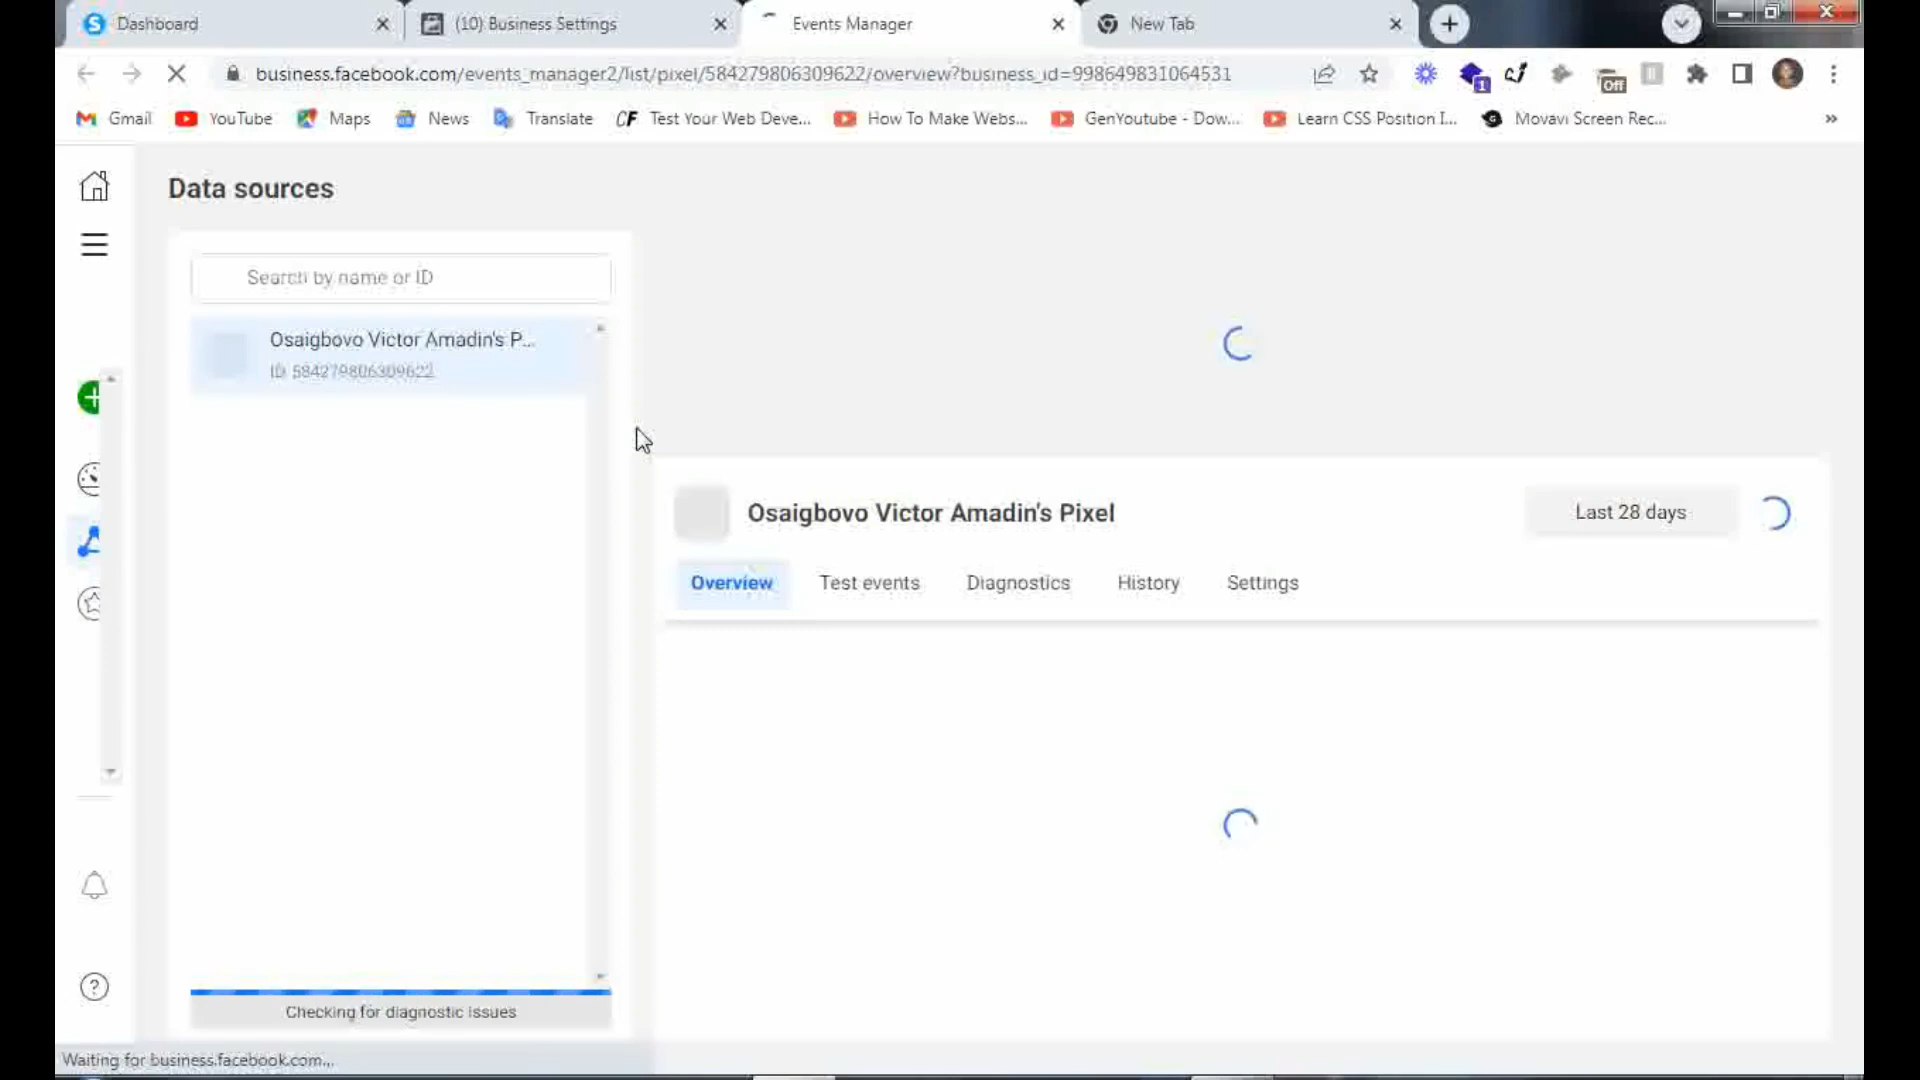 Dashboard
(10) Business Settings
Events Manager
New Tab
business.facebook.com/events_manager2/list/pixel/584279806309622/overview?business_id=998649831064531
1
Off
Gmail
YouTube
Maps
News
Translate
CF Test Your Web Deve...
How To Make Webs...
GenYoutube - Dow...
Learn CSS Position I...
Movavi Screen Rec...
»
Data sources
Search by name or ID
Osaigbovo Victor Amadin's P...
ID: 584279806309622
Osaigbovo Victor Amadin's Pixel
Last 28 days
Overview
Test events
Diagnostics
History
Settings
Checking for diagnostic issues
Waiting for business.facebook.com...